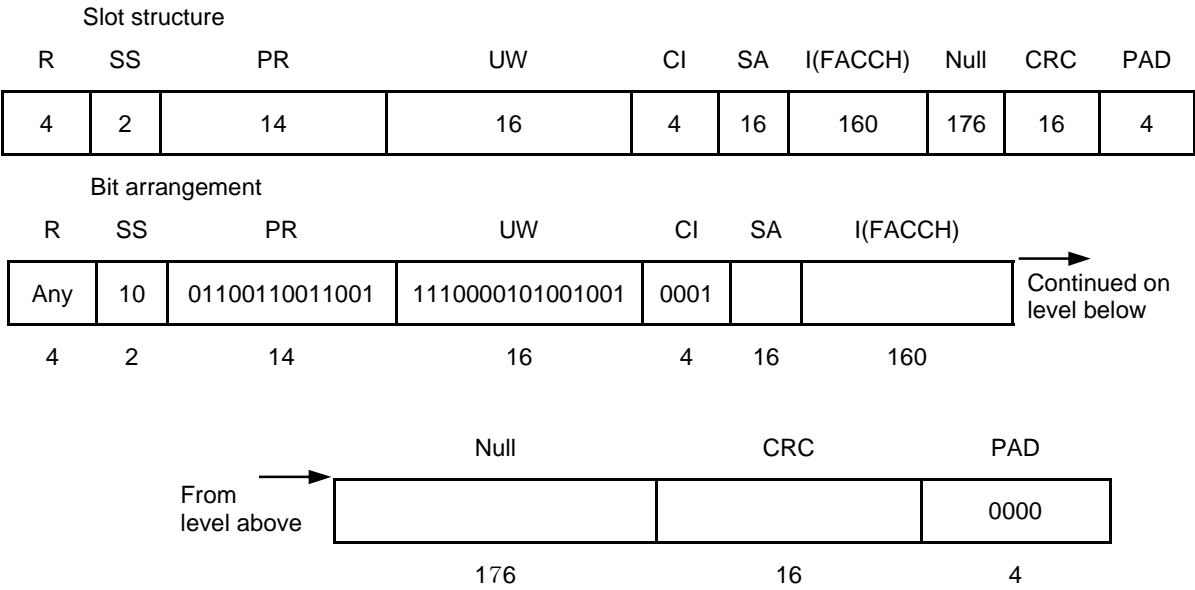 Slot structure
R SS PR UW CI SA I(FACCH) Null CRC PAD
4 2 14 16 4 16 160 176 16 4
Bit arrangement
R SS PR UW CI SA I(FACCH)
Any 10 01100110011001 1110000101001001 0001
Continued on
level below
4 2 14 16 4 16 160
Null CRC PAD
From
level above
0000
176 16 4